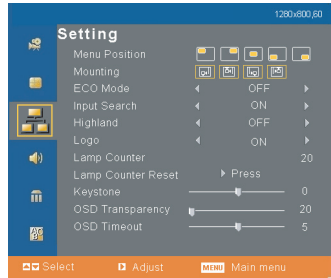 1280x800,60
Setting
Menu Position
Mounting
ECO Mode OFF
Input Search ON
Highland OFF
Logo ON
Lamp Counter 20
Lamp Counter Reset Press
Keystone 0
OSD Transparency 20
OSD Timeout 5
Select Adjust MENU Main menu